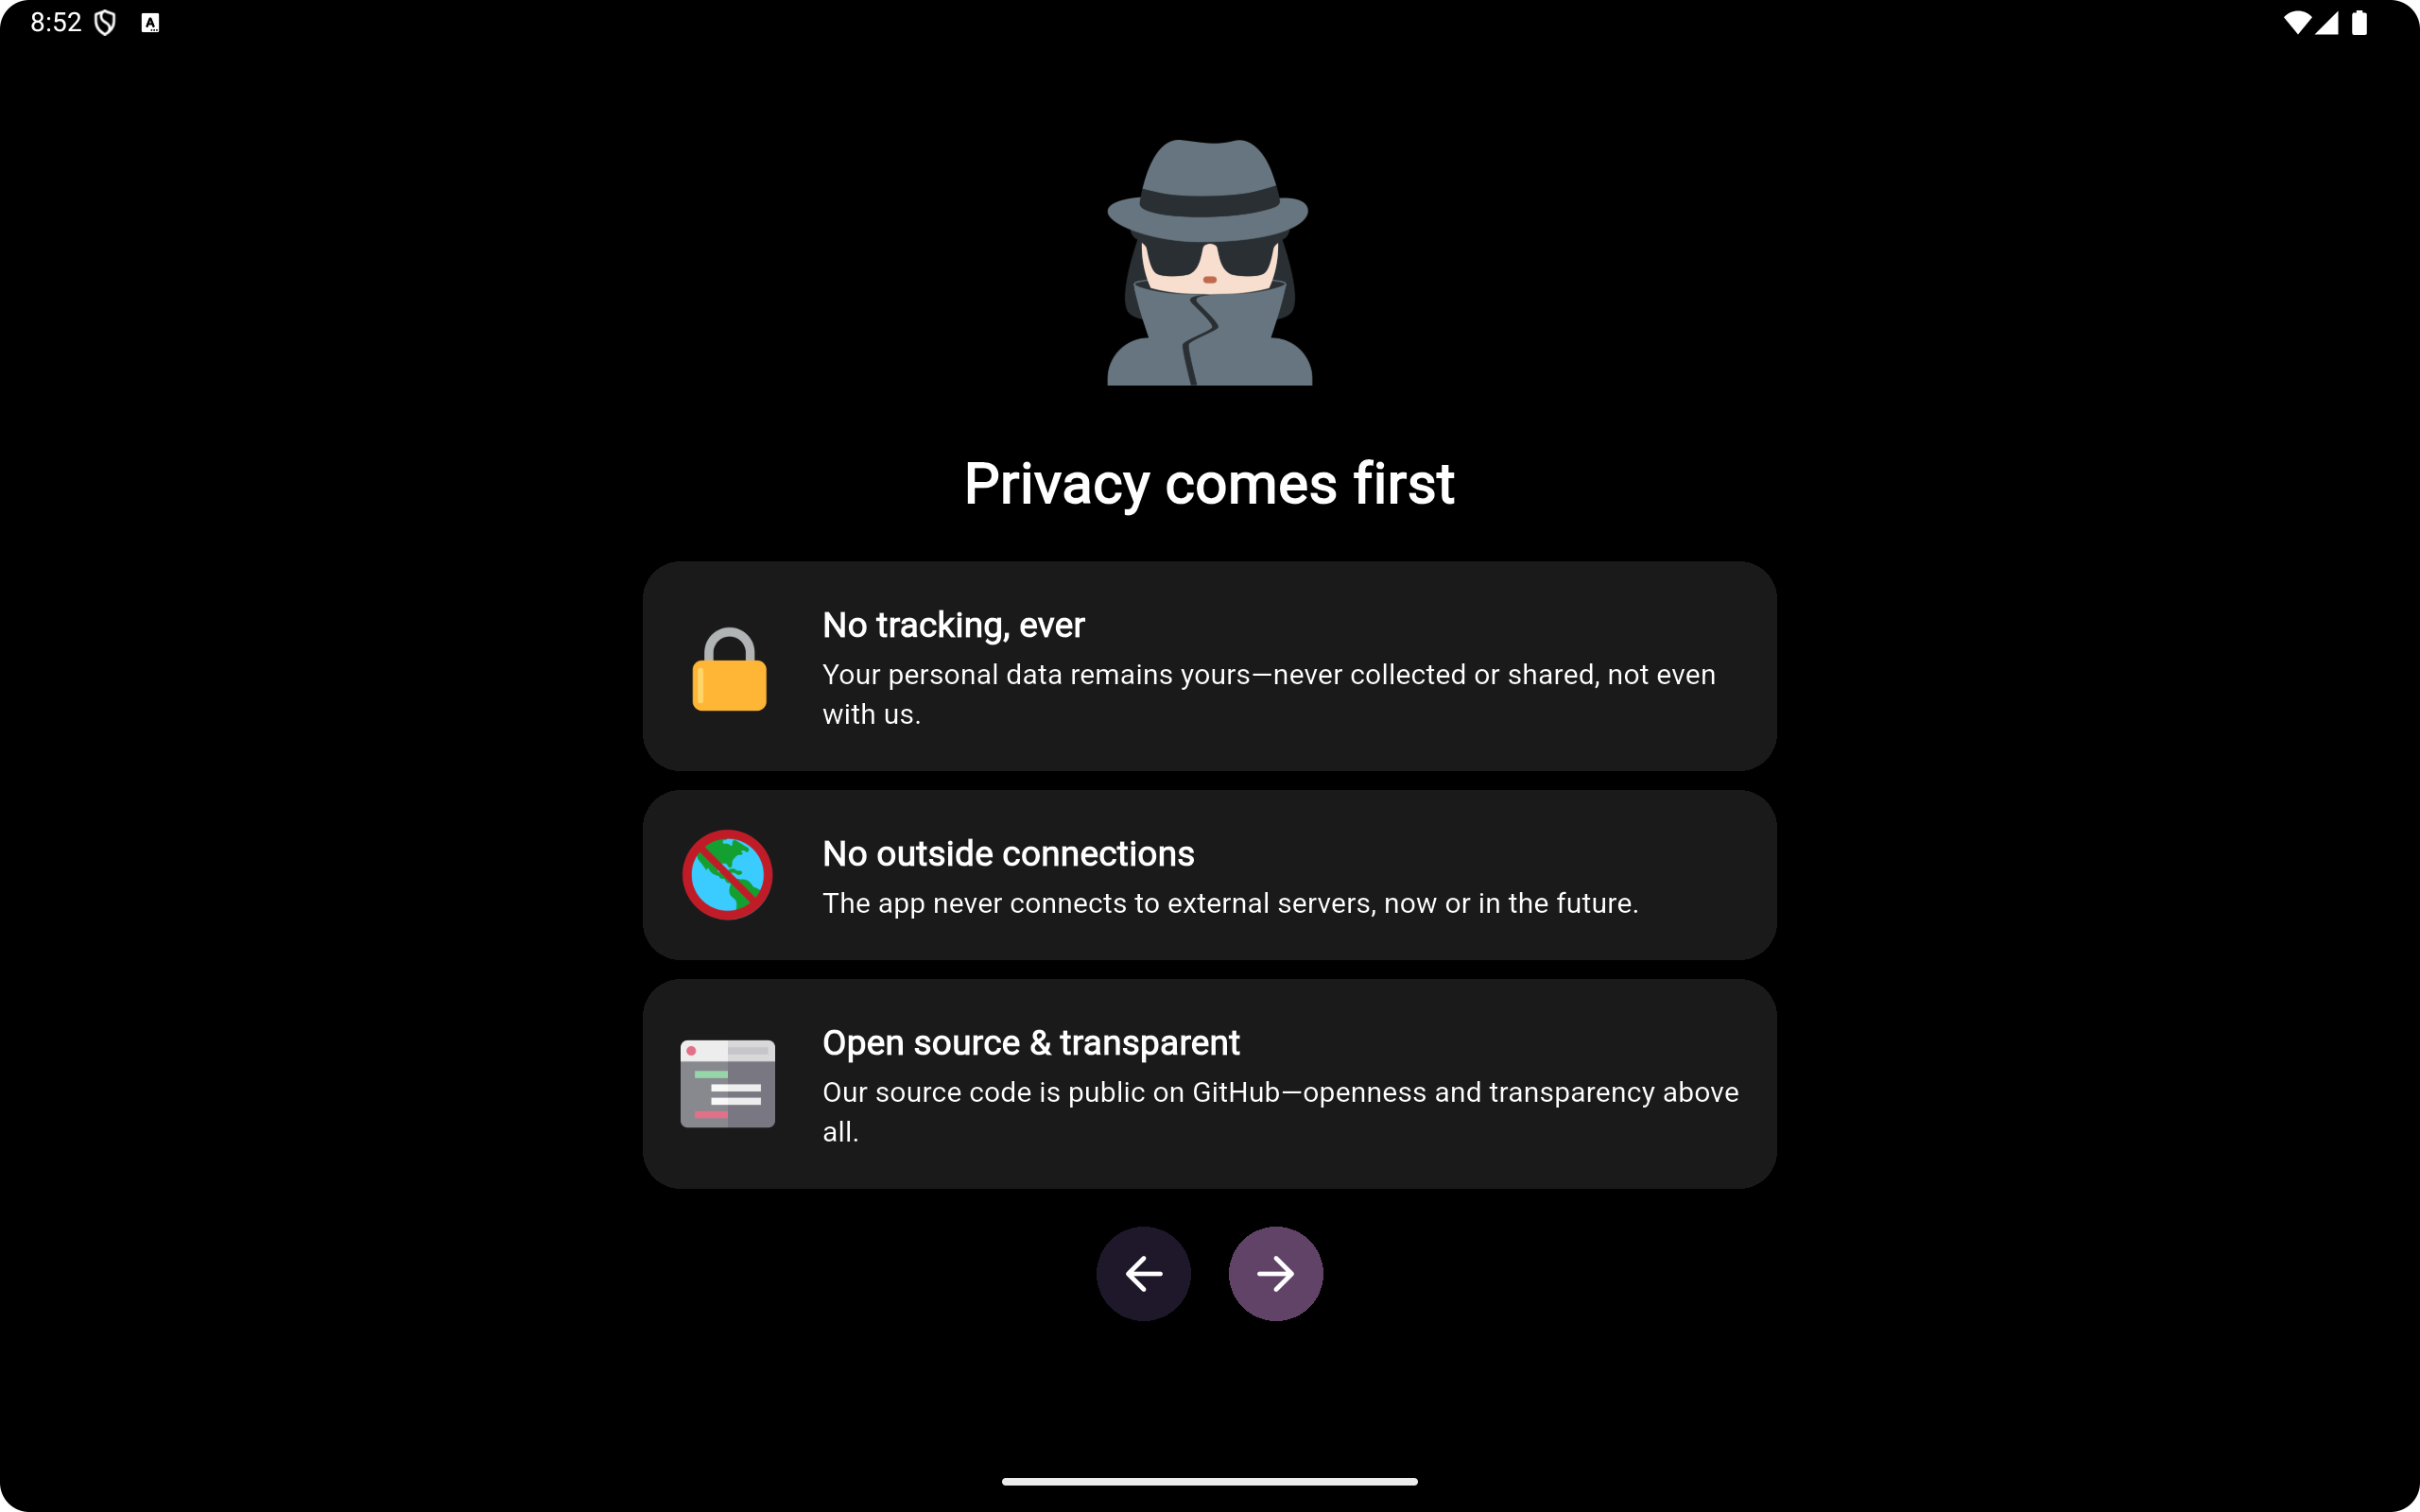 8:52
Privacy comes first
No tracking, ever
Your personal data remains yours—never collected or shared, not even
with us.
No outside connections
The app never connects to external servers, now or in the future.
Open source & transparent
Our source code is public on GitHub—openness and transparency above
all.